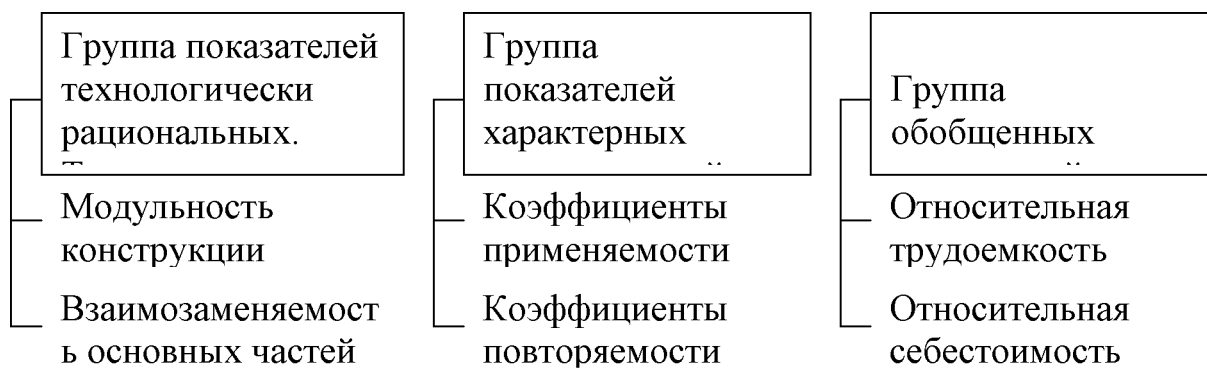 Группа показателей
технологически
рациональных.
Модульность
конструкции
Взаимозаменяемост
ь основных частей
Группа
показателей
характерных
Коэффициенты
применяемости
Коэффициенты
повторяемости
Группа
обобщенных
Относительная
трудоемкость
Относительная
себестоимость